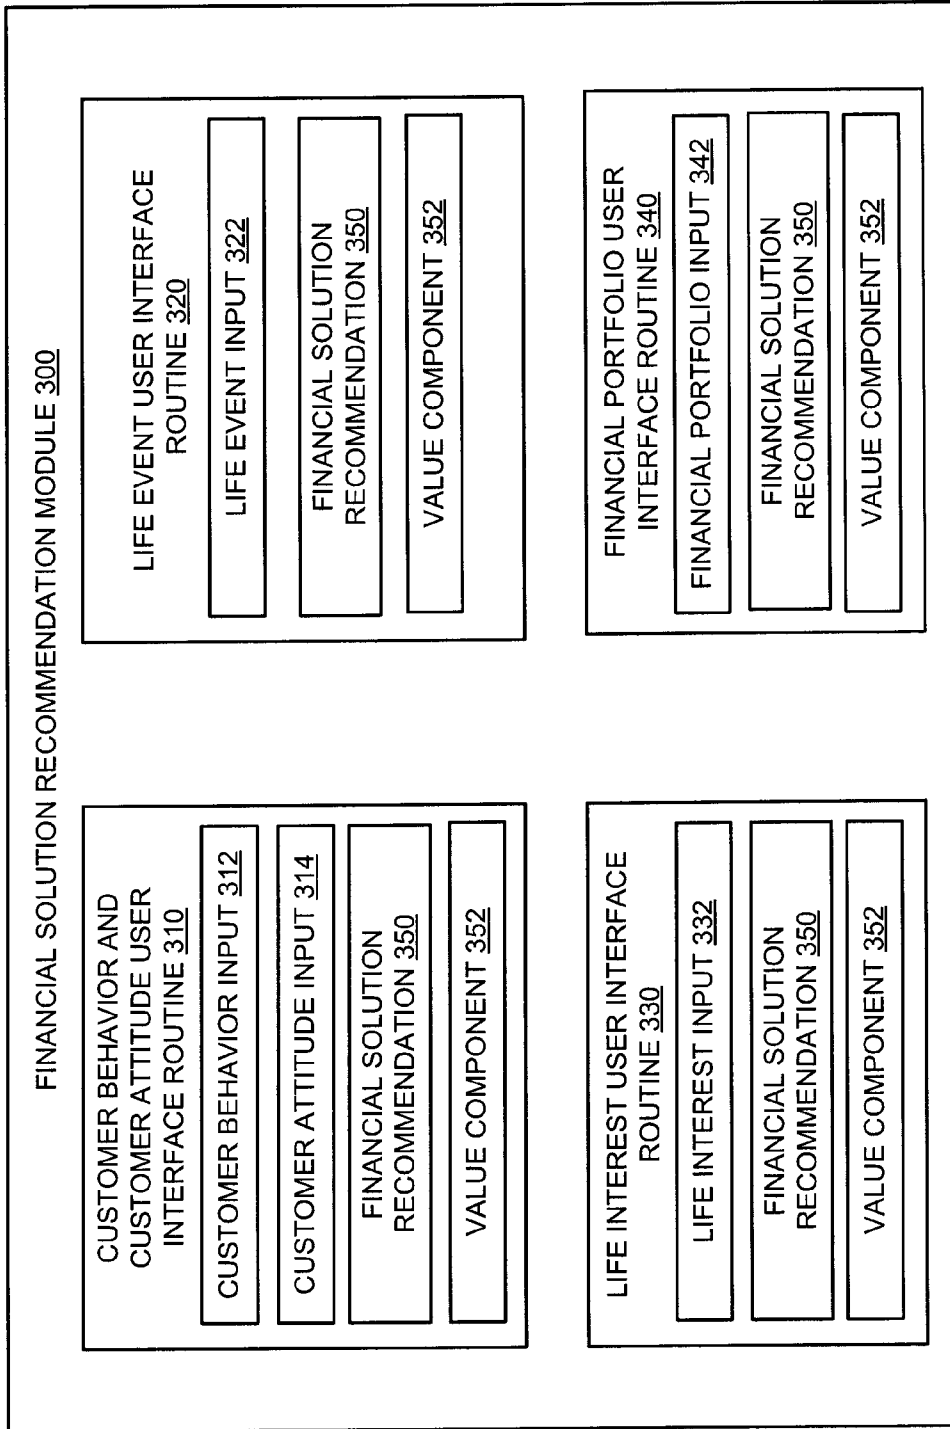 FINANCIAL SOLUTION RECOMMENDATION MODULE 300
CUSTOMER BEHAVIOR AND
CUSTOMER ATTITUDE USER
INTERFACE ROUTINE 310
CUSTOMER BEHAVIOR INPUT 312
CUSTOMER ATTITUDE INPUT 314
FINANCIAL SOLUTION
RECOMMENDATION 350
VALUE COMPONENT 352
LIFE EVENT USER INTERFACE
ROUTINE 320
LIFE EVENT INPUT 322
FINANCIAL SOLUTION
RECOMMENDATION 350
VALUE COMPONENT 352
LIFE INTEREST USER INTERFACE
ROUTINE 330
LIFE INTEREST INPUT 332
FINANCIAL SOLUTION
RECOMMENDATION 350
VALUE COMPONENT 352
FINANCIAL PORTFOLIO USER
INTERFACE ROUTINE 340
FINANCIAL PORTFOLIO INPUT 342
FINANCIAL SOLUTION
RECOMMENDATION 350
VALUE COMPONENT 352